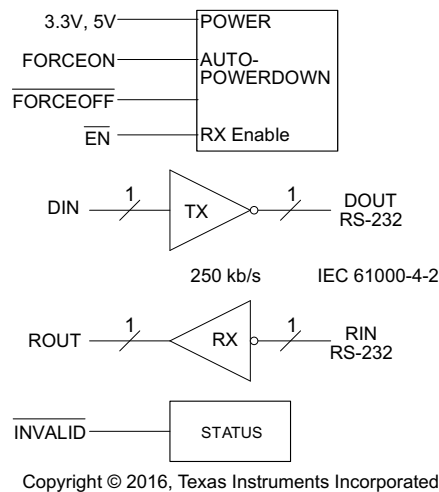 3.3V, 5V POWER
FORCEON AUTO-
POWERDOWN
FORCEOFF
EN RX Enable
DIN 1 TX 1 DOUT
RS-232
250 kb/s IEC 61000-4-2
ROUT 1 RX 1 RIN
RS-232
INVALID STATUS
Copyright © 2016, Texas Instruments Incorporated